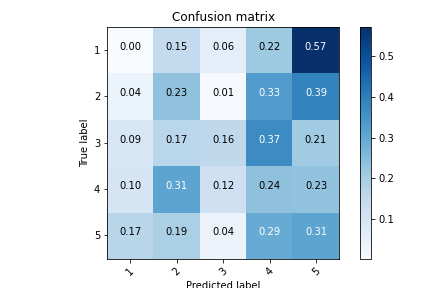 Confusion matrix
True label
1 0.00 0.15 0.06 0.22 0.57
2 0.04 0.23 0.01 0.33 0.39
3 0.09 0.17 0.16 0.37 0.21
4 0.10 0.31 0.12 0.24 0.23
5 0.17 0.19 0.04 0.29 0.31
1 2 3 4 5
Predicted label
0.5
0.4
0.3
0.2
0.1